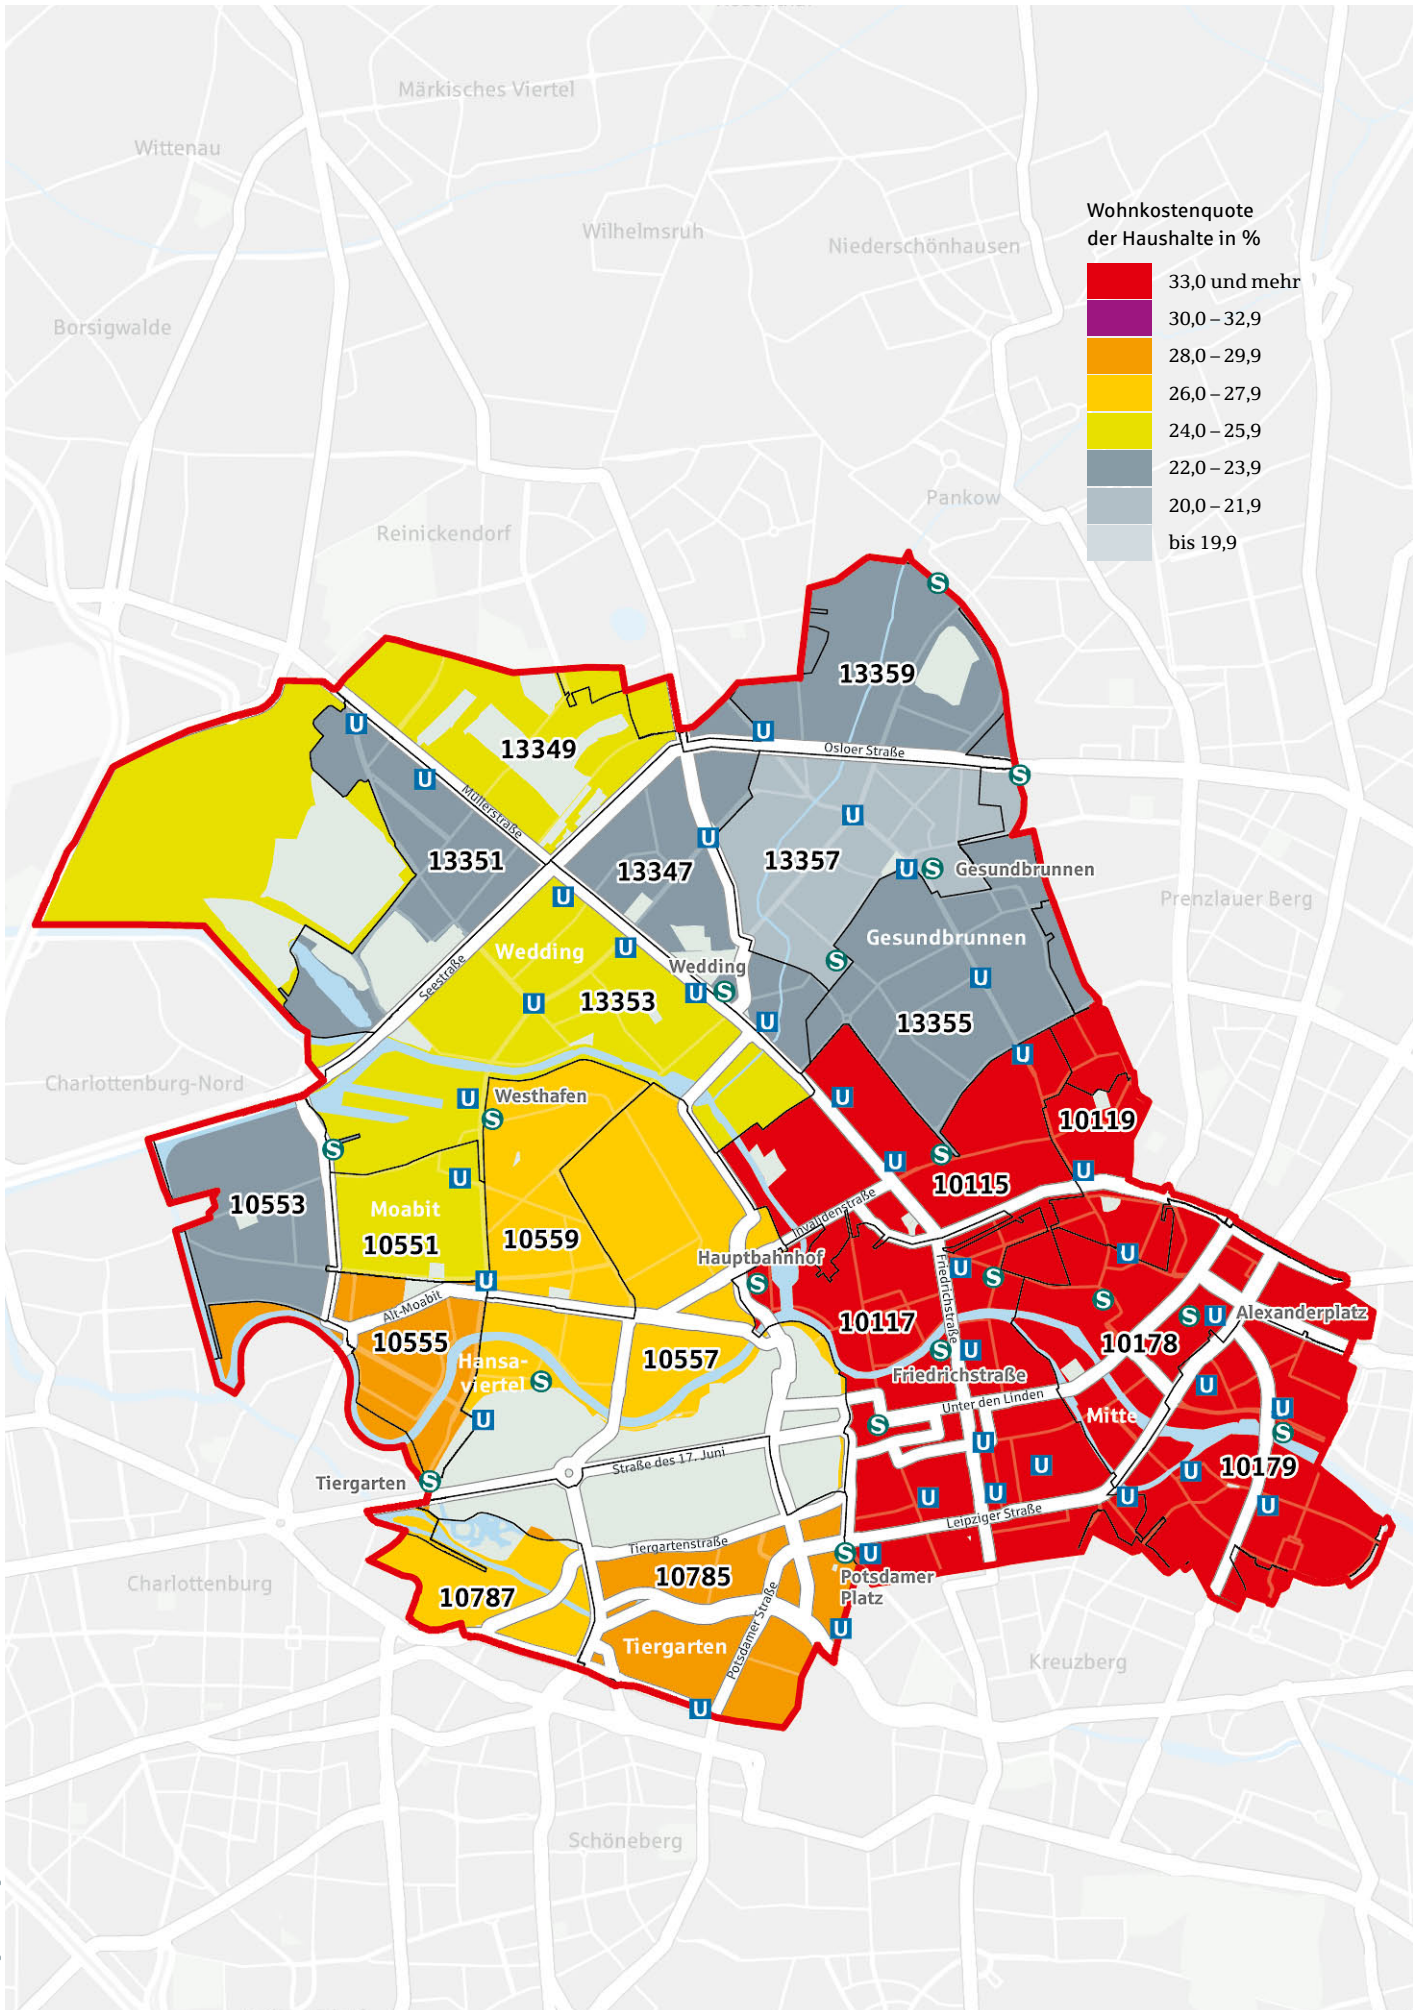 Märkisches Viertel
Wittenau
Wohnkostenquote
der Haushalte in %
33,0 und mehr
30,0 – 32,9
28,0 – 29,9
26,0 – 27,9
24,0 – 25,9
22,0 – 23,9
20,0 – 21,9
bis 19,9
Wilhelmsruh
Niederschönhausen
Borsigwalde
Pankow
Reinickendorf
S
13359
U
U
13349
Osloer Straße
S
U
Müllerstraße
U
U
13351
13347
13357
U
S
Gesundbrunnen
U
Prenzlauer Berg
Gesundbrunnen
Wedding
U
Wedding
S
Seestraße
U
U
S
U
13353
U
13355
U
Charlottenburg-Nord
U
Westhafen
U
S
10119
S
S
U
U
U
10115
10553
Moabit
Invalidenstraße
10551
10559
Hauptbahnhof
U
U
S
U
S
Friedrichstraße
S
Alt-Moabit
10117
S
U
Alexanderplatz
10555
10178
Hansa-
viertel
S
10557
S
U
Friedrichstraße
U
Unter den Linden
U
Mitte
S
U
S
U
Straße des 17. Juni
U
U
10179
Tiergarten
S
U
U
U
U
Leipziger Straße
Tiergartenstraße
S
U
Charlottenburg
10787
10785
Potsdamer
Platz
Potsdamer Straße
U
Tiergarten
Kreuzberg
U
Schöneberg